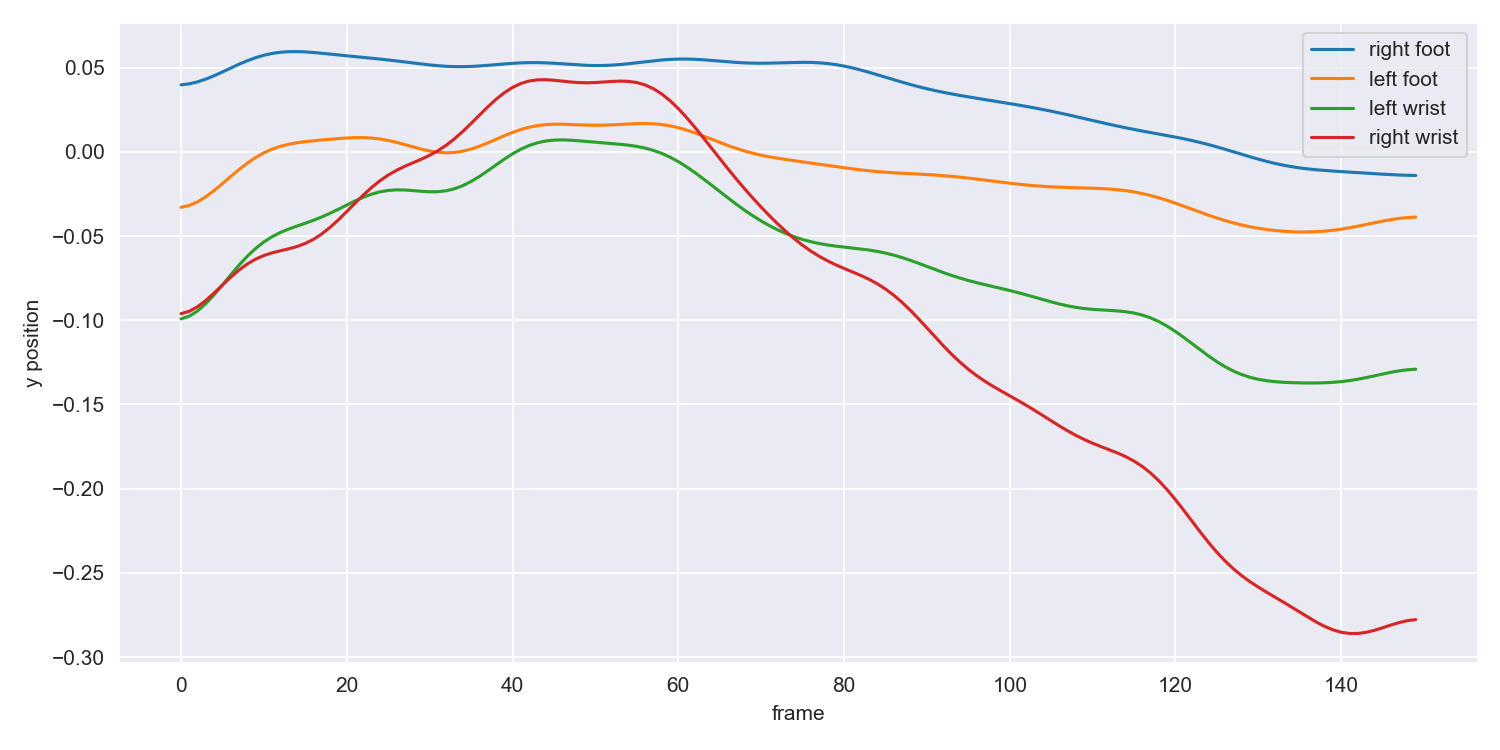 right foot
left foot
left wrist
right wrist
0.05
0.00
−0.05
−0.10
−0.15
−0.20
−0.25
−0.30
y position
0 20 40 60 80 100 120 140
frame